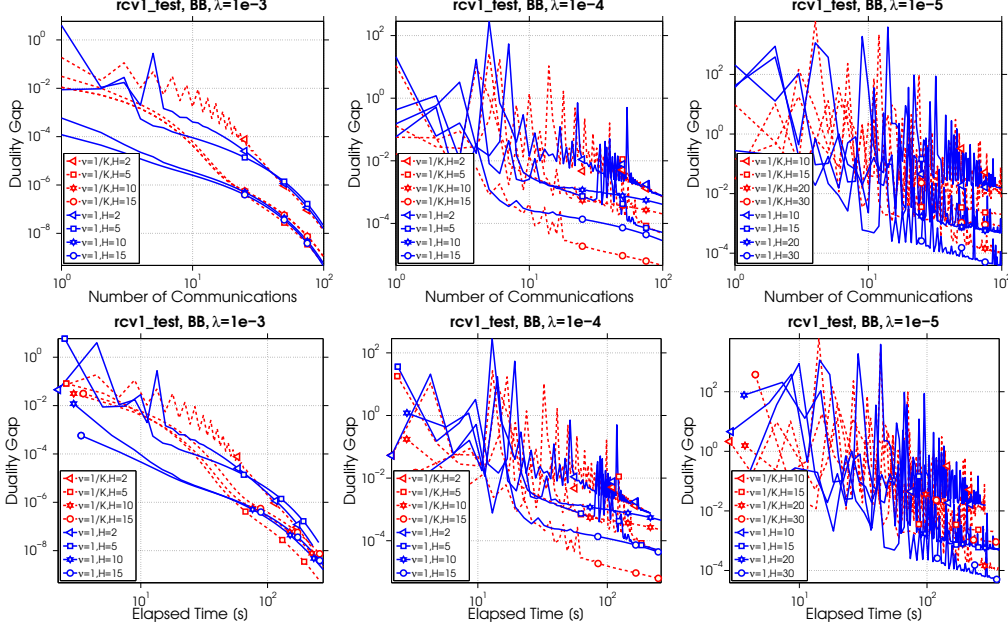 rcv1_test, BB, λ=1e-3
Duality Gap
10^0
10^-2
10^-4
10^-6
10^-8
v=1/K,H=2
v=1/K,H=5
v=1/K,H=10
v=1/K,H=15
v=1,H=2
v=1,H=5
v=1,H=10
v=1,H=15
10^0
10^1
10^2
Number of Communications
rcv1_test, BB, λ=1e-4
Duality Gap
10^2
10^0
10^-2
10^-4
v=1/K,H=2
v=1/K,H=5
v=1/K,H=10
v=1/K,H=15
v=1,H=2
v=1,H=5
v=1,H=10
v=1,H=15
10^0
10^1
10^2
Number of Communications
rcv1_test, BB, λ=1e-5
Duality Gap
10^2
10^0
10^-2
10^-4
v=1/K,H=10
v=1/K,H=15
v=1/K,H=20
v=1/K,H=30
v=1,H=10
v=1,H=15
v=1,H=20
v=1,H=30
10^0
10^1
10^2
Number of Communications
rcv1_test, BB, λ=1e-3
Duality Gap
10^0
10^-2
10^-4
10^-6
10^-8
v=1/K,H=2
v=1/K,H=5
v=1/K,H=10
v=1/K,H=15
v=1,H=2
v=1,H=5
v=1,H=10
v=1,H=15
10^1
10^2
Elapsed Time [s]
rcv1_test, BB, λ=1e-4
Duality Gap
10^2
10^0
10^-2
10^-4
v=1/K,H=2
v=1/K,H=5
v=1/K,H=10
v=1/K,H=15
v=1,H=2
v=1,H=5
v=1,H=10
v=1,H=15
10^1
10^2
Elapsed Time [s]
rcv1_test, BB, λ=1e-5
Duality Gap
10^2
10^0
10^-2
10^-4
v=1/K,H=10
v=1/K,H=15
v=1/K,H=20
v=1/K,H=30
v=1,H=10
v=1,H=15
v=1,H=20
v=1,H=30
10^1
10^2
Elapsed Time [s]